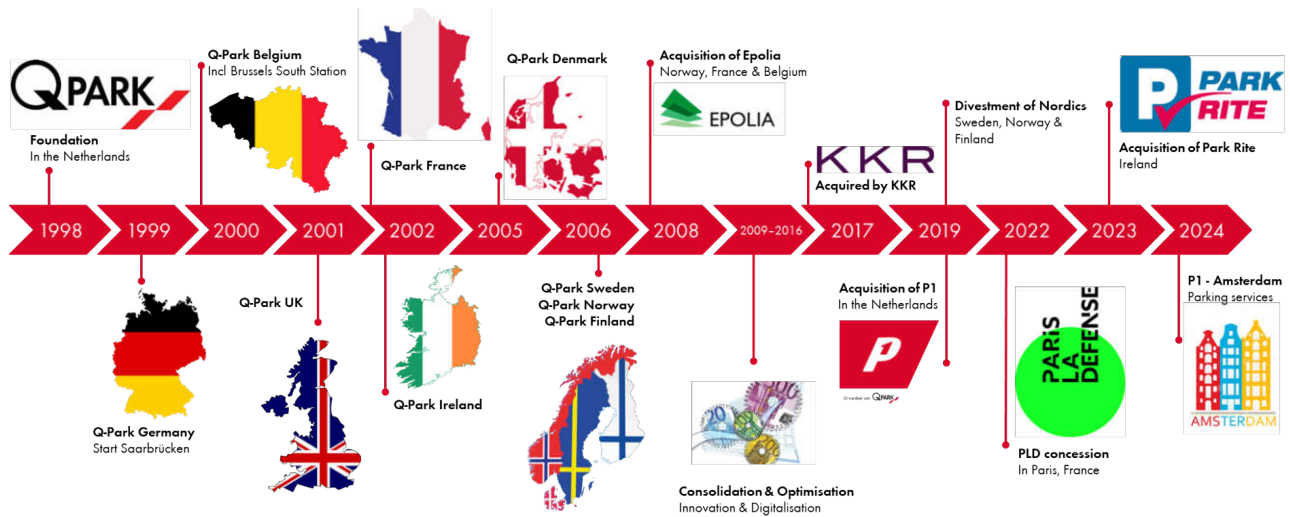 Q PARK
Foundation
In the Netherlands
Q-Park Belgium
Incl Brussels South Station
Q-Park France
Q-Park Denmark
Acquisition of Epolia
Norway, France & Belgium
EPOLIA
KKR
Acquired by KKR
Divestment of Nordics
Sweden, Norway &
Finland
P PARK
RITE
Acquisition of Park Rite
Ireland
1998
1999
2000
2001
2002
2005
2006
2008
2009-2016
2017
2019
2022
2023
2024
Q-Park Germany
Start Saarbrücken
Q-Park UK
Q-Park Ireland
Q-Park Sweden
Q-Park Norway
Q-Park Finland
Consolidation & Optimisation
Innovation & Digitalisation
Acquisition of P1
In the Netherlands
P1
Onderdeel van QPARK
PARiS
LA
DEFENSE
PLD concession
In Paris, France
P1 - Amsterdam
Parking services
AMSTERDAM